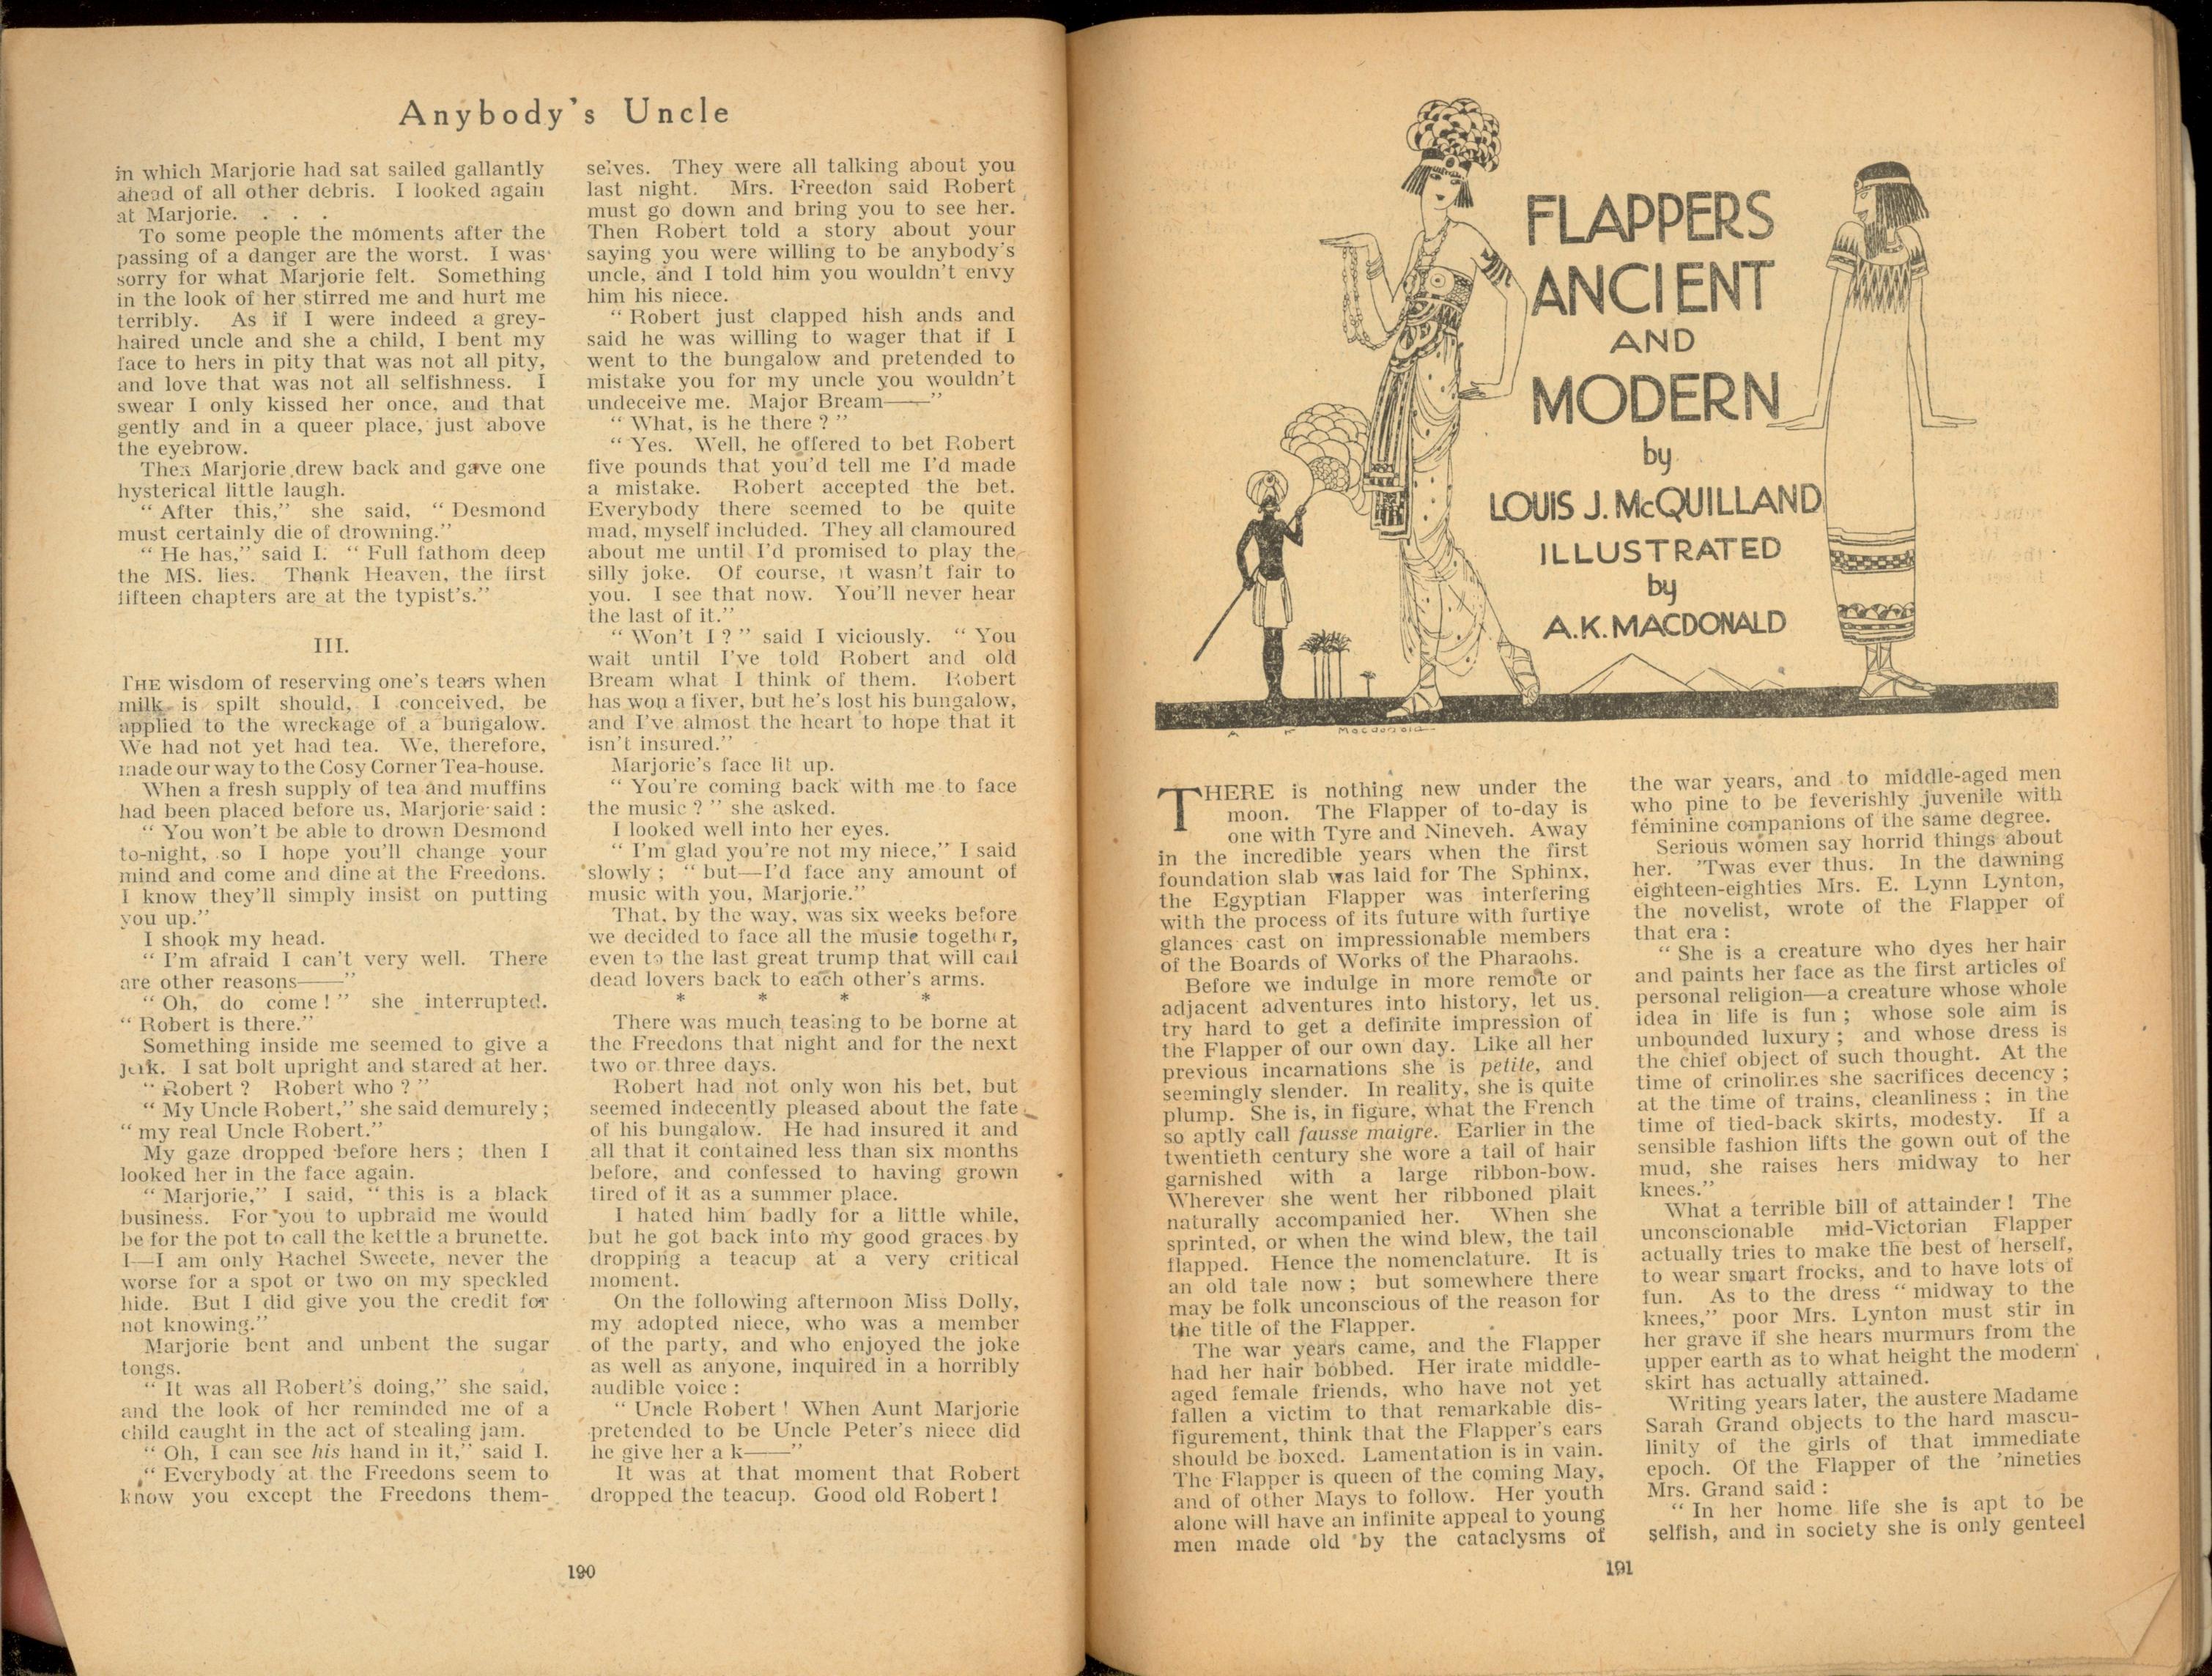 Anybody's Uncle
in which Marjorie had sat sailed gallantly
ahead of all other debris. I looked again
at Marjorie. . . .
To some people the moments after the
passing of a danger are the worst. I was
sorry for what Marjorie felt. Something
in the look of her stirred me and hurt me
terribly. As if I were indeed a grey-
haired uncle and she a child, I bent my
face to hers in pity that was not all pity,
and love that was not all selfishness. I
swear I only kissed her once, and that
gently and in a queer place, just above
the eyebrow.
Then Marjorie drew back and gave one
hysterical little laugh.
“ After this,” she said, “ Desmond
must certainly die of drowning.”
“ He has,” said I. “ Full fathom deep
the MS. lies. Thank Heaven, the first
fifteen chapters are at the typist's.”
III.
THE wisdom of reserving one's tears when
milk is spilt should, I conceived, be
applied to the wreckage of a bungalow.
We had not yet had tea. We, therefore,
made our way to the Cosy Corner Tea-house.
When a fresh supply of tea and muffins
had been placed before us, Marjorie said :
“ You won't be able to drown Desmond
to-night, so I hope you'll change your
mind and come and dine at the Freedons.
I know they'll simply insist on putting
you up.”
I shook my head.
“ I'm afraid I can't very well. There
are other reasons——”
“ Oh, do come ! ” she interrupted.
“ Robert is there.”
Something inside me seemed to give a
jerk. I sat bolt upright and stared at her.
“ Robert ? Robert who ? ”
“ My Uncle Robert,” she said demurely ;
“ my real Uncle Robert.”
My gaze dropped before hers ; then I
looked her in the face again.
“ Marjorie,” I said, “ this is a black
business. For you to upbraid me would
be for the pot to call the kettle a brunette.
I—I am only Rachel Sweete, never the
worse for a spot or two on my speckled
hide. But I did give you the credit for
not knowing.”
Marjorie bent and unbent the sugar
tongs.
“ It was all Robert's doing,” she said,
and the look of her reminded me of a
child caught in the act of stealing jam.
“ Oh, I can see his hand in it,” said I.
“ Everybody at the Freedons seem to
know you except the Freedons them-
selves. They were all talking about you
last night. Mrs. Freedon said Robert
must go down and bring you to see her.
Then Robert told a story about your
saying you were willing to be anybody's
uncle, and I told him you wouldn't envy
him his niece.
“ Robert just clapped hish ands and
said he was willing to wager that if I
went to the bungalow and pretended to
mistake you for my uncle you wouldn't
undeceive me. Major Bream——”
“ What, is he there ? ”
“ Yes. Well, he offered to bet Robert
five pounds that you'd tell me I'd made
a mistake. Robert accepted the bet.
Everybody there seemed to be quite
mad, myself included. They all clamoured
about me until I'd promised to play the
silly joke. Of course, it wasn't fair to
you. I see that now. You'll never hear
the last of it.”
“ Won't I ? ” said I viciously. “ You
wait until I've told Robert and old
Bream what I think of them. Robert
has won a fiver, but he's lost his bungalow,
and I've almost the heart to hope that it
isn't insured.”
Marjorie's face lit up.
“ You're coming back with me to face
the music ? ” she asked.
I looked well into her eyes.
“ I'm glad you're not my niece,” I said
slowly ; “ but—I'd face any amount of
music with you, Marjorie.”
That, by the way, was six weeks before
we decided to face all the music together,
even to the last great trump that will call
dead lovers back to each other's arms.
* * * *
There was much teasing to be borne at
the Freedons that night and for the next
two or three days.
Robert had not only won his bet, but
seemed indecently pleased about the fate
of his bungalow. He had insured it and
all that it contained less than six months
before, and confessed to having grown
tired of it as a summer place.
I hated him badly for a little while,
but he got back into my good graces by
dropping a teacup at a very critical
moment.
On the following afternoon Miss Dolly,
my adopted niece, who was a member
of the party, and who enjoyed the joke
as well as anyone, inquired in a horribly
audible voice :
“ Uncle Robert ! When Aunt Marjorie
pretended to be Uncle Peter's niece did
he give her a k——”
It was at that moment that Robert
dropped the teacup. Good old Robert !
190
FLAPPERS
ANCIENT
AND
MODERN
by
LOUIS J. McQUILLAND
ILLUSTRATED
by
A.K. MACDONALD
A K Macdonald
THERE is nothing new under the
moon. The Flapper of to-day is
one with Tyre and Nineveh. Away
in the incredible years when the first
foundation slab was laid for The Sphinx,
the Egyptian Flapper was interfering
with the process of its future with furtive
glances cast on impressionable members
of the Boards of Works of the Pharaohs.
Before we indulge in more remote or
adjacent adventures into history, let us
try hard to get a definite impression of
the Flapper of our own day. Like all her
previous incarnations she is petite, and
seemingly slender. In reality, she is quite
plump. She is, in figure, what the French
so aptly call fausse maigre. Earlier in the
twentieth century she wore a tail of hair
garnished with a large ribbon-bow.
Wherever she went her ribboned plait
naturally accompanied her. When she
sprinted, or when the wind blew, the tail
flapped. Hence the nomenclature. It is
an old tale now ; but somewhere there
may be folk unconscious of the reason for
the title of the Flapper.
The war years came, and the Flapper
had her hair bobbed. Her irate middle-
aged female friends, who have not yet
fallen a victim to that remarkable dis-
figurement, think that the Flapper's ears
should be boxed. Lamentation is in vain.
The Flapper is queen of the coming May,
and of other Mays to follow. Her youth
alone will have an infinite appeal to young
men made old by the cataclysms of
the war years, and to middle-aged men
who pine to be feverishly juvenile with
féminine companions of the same degree.
Serious women say horrid things about
her. 'Twas ever thus. In the dawning
eighteen-eighties Mrs. E. Lynn Lynton,
the novelist, wrote of the Flapper of
that era :
“ She is a creature who dyes her hair
and paints her face as the first articles of
personal religion—a creature whose whole
idea in life is fun ; whose sole aim is
unbounded luxury ; and whose dress is
the chief object of such thought. At the
time of crinolines she sacrifices decency ;
at the time of trains, cleanliness ; in the
time of tied-back skirts, modesty. If a
sensible fashion lifts the gown out of the
mud, she raises hers midway to her
knees.”
What a terrible bill of attainder ! The
unconscionable mid-Victorian Flapper
actually tries to make the best of herself,
to wear smart frocks, and to have lots of
fun. As to the dress “ midway to the
knees,” poor Mrs. Lynton must stir in
her grave if she hears murmurs from the
upper earth as to what height the modern
skirt has actually attained.
Writing years later, the austere Madame
Sarah Grand objects to the hard mascu-
linity of the girls of that immediate
epoch. Of the Flapper of the 'nineties
Mrs. Grand said :
“ In her home life she is apt to be
selfish, and in society she is only genteel
191